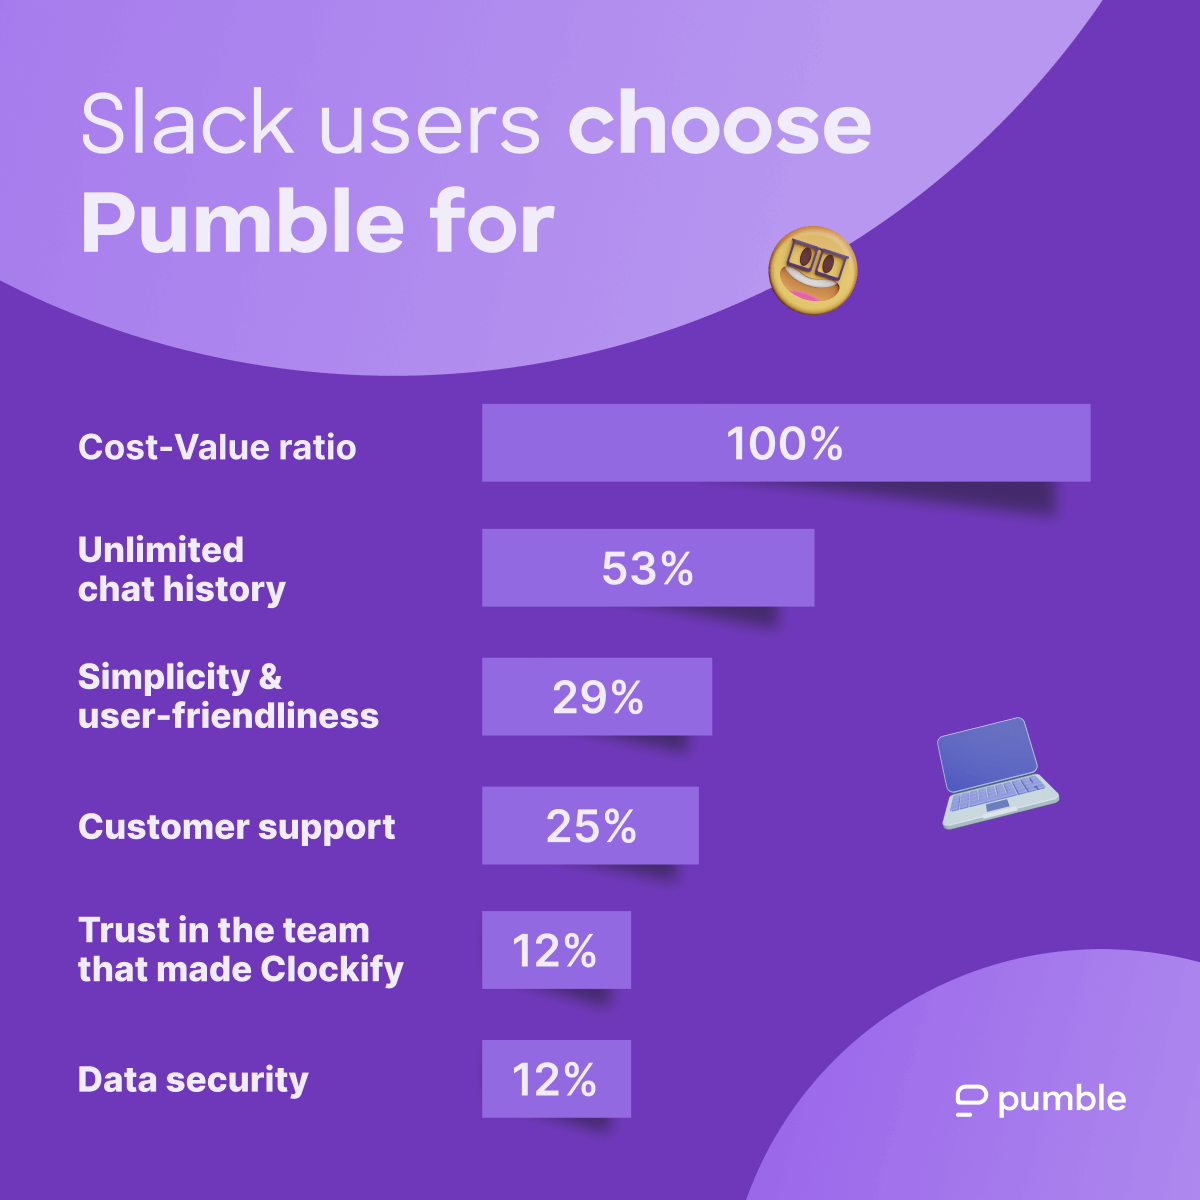 Slack users choose
Pumble for
Cost-Value ratio
100%
Unlimited
chat history
53%
Simplicity &
user-friendliness
29%
Customer support
25%
Trust in the team
that made Clockify
12%
Data security
12%
pumble